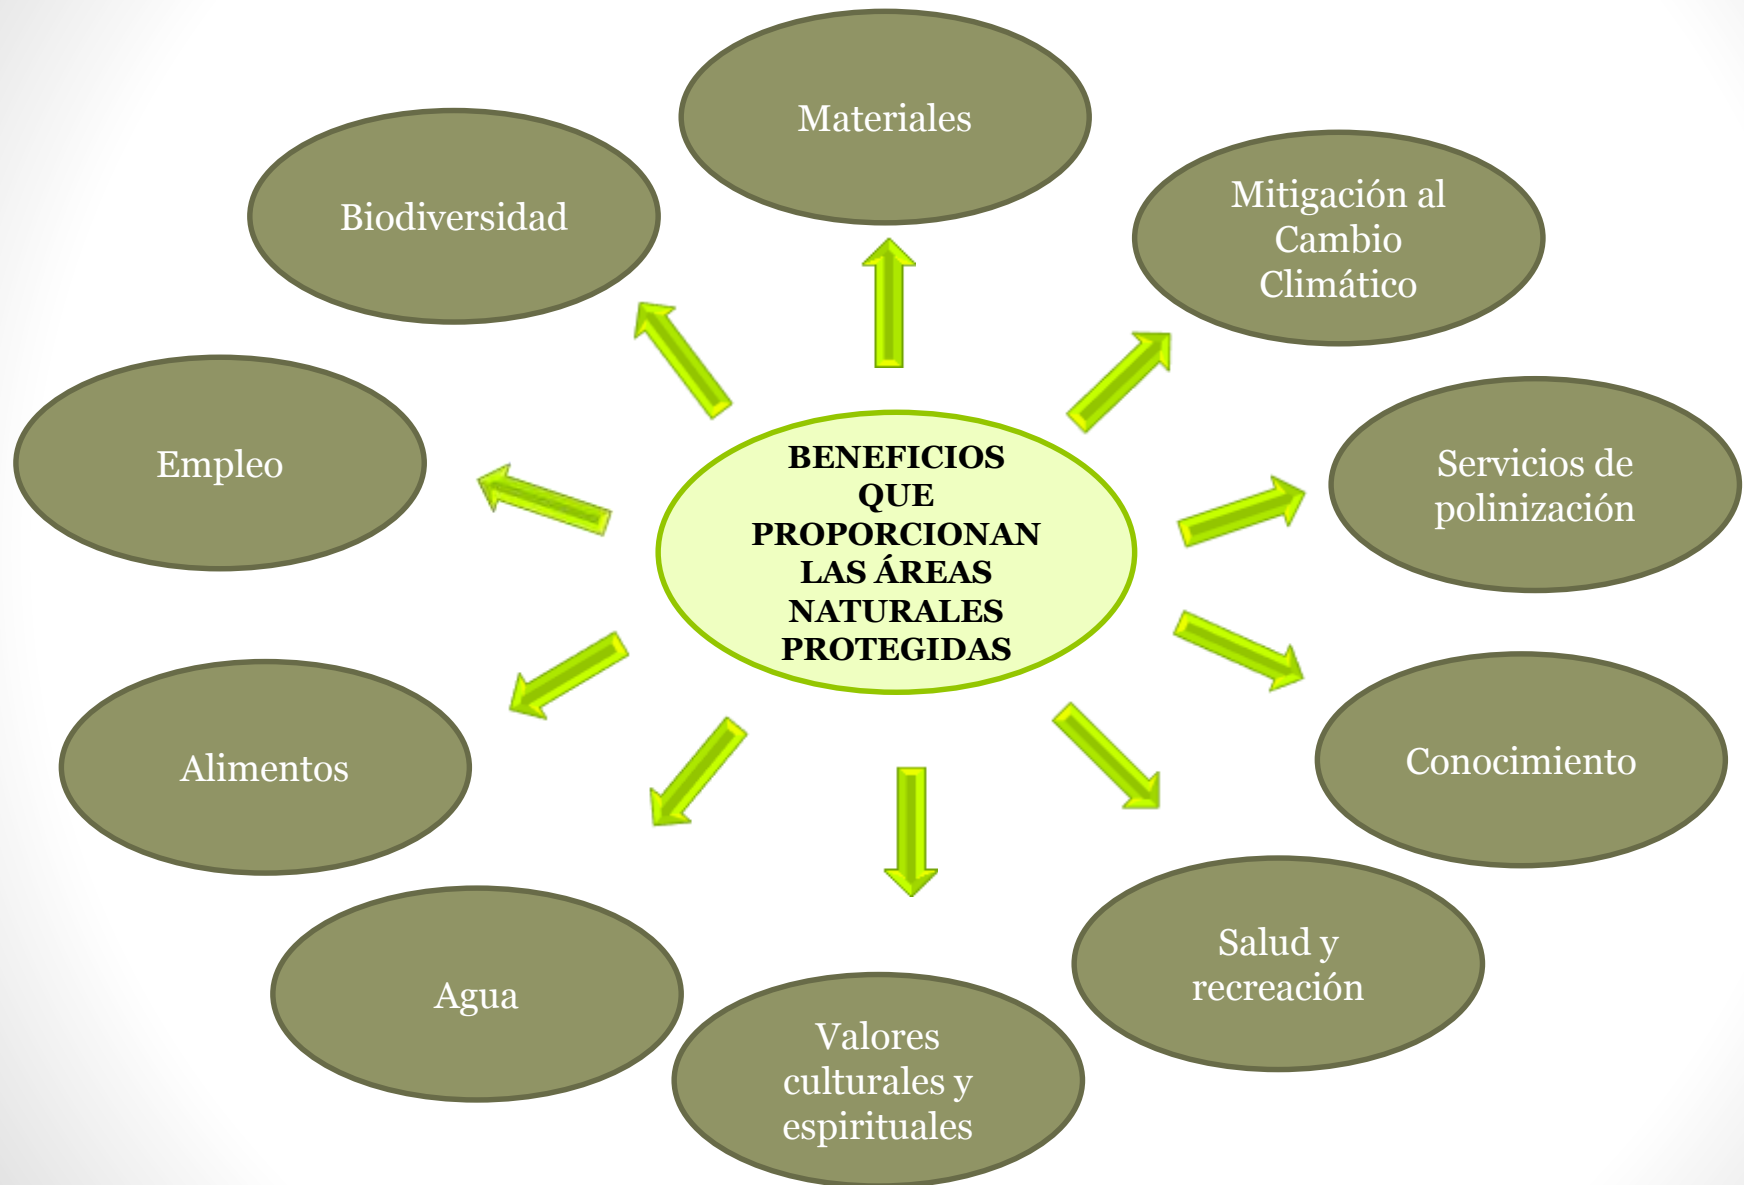 Materiales
Biodiversidad
Mitigación al
Cambio
Climático
Empleo
BENEFICIOS
QUE
PROPORCIONAN
LAS ÁREAS
NATURALES
PROTEGIDAS
Servicios de
polinización
Alimentos
Conocimiento
Agua
Salud y
recreación
Valores
culturales y
espirituales